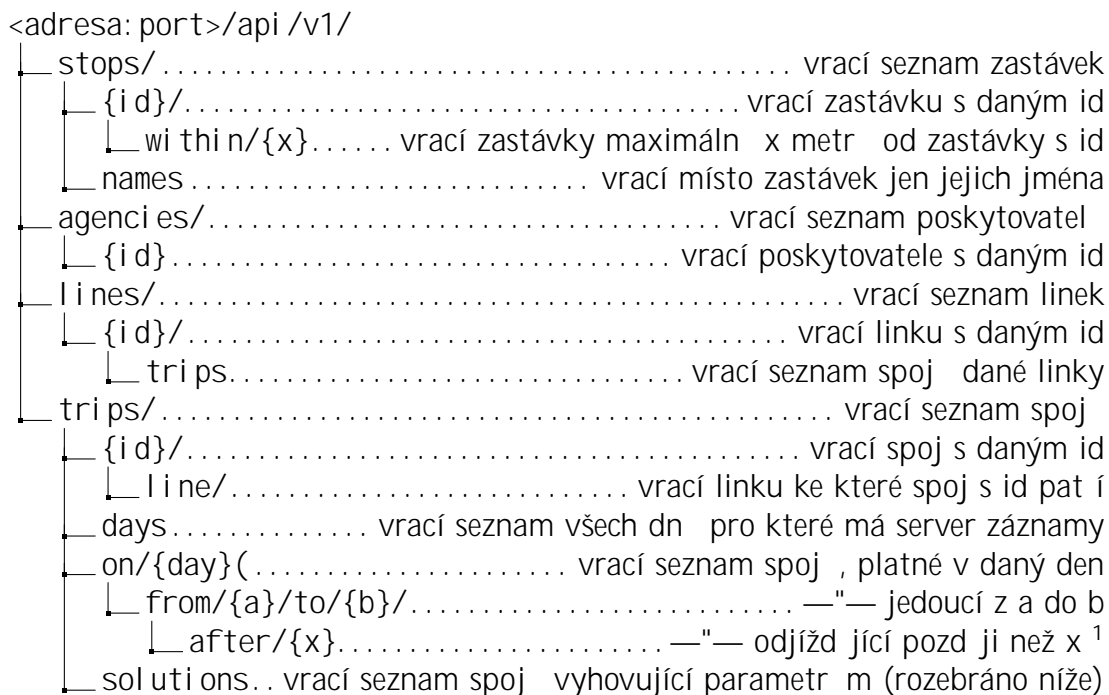 <adresa:port>/api/v1/
stops/ ............................................ vrací seznam zastávek
{id}/ ....................................... vrací zastávku s daným id
within/{x} ...... vrací zastávky maximáln x metr od zastávky s id
names ............................ vrací místo zastávek jen jejich jména
agencies/ .................................... vrací seznam poskytovatel
{id} ................................... vrací poskytovatele s daným id
lines/ ................................................ vrací seznam linek
{id}/ ........................................... vrací linku s daným id
trips ................................ vrací seznam spoj dané linky
trips/ ............................................... vrací seznam spoj
{id}/ ............................................ vrací spoj s daným id
line/ ............................ vrací linku ke které spoj s id pat í
days .............. vrací seznam všech dn pro které má server záznamy
on/{day}( ...................... vrací seznam spoj , platné v daný den
from/{a}/to/{b}/ ........................... —"— jedoucí z a do b
after/{x} ....................... —"— odjížd jící pozd ji než x 1
solutions .. vrací seznam spoj vyhovující parametr m (rozebráno níže)